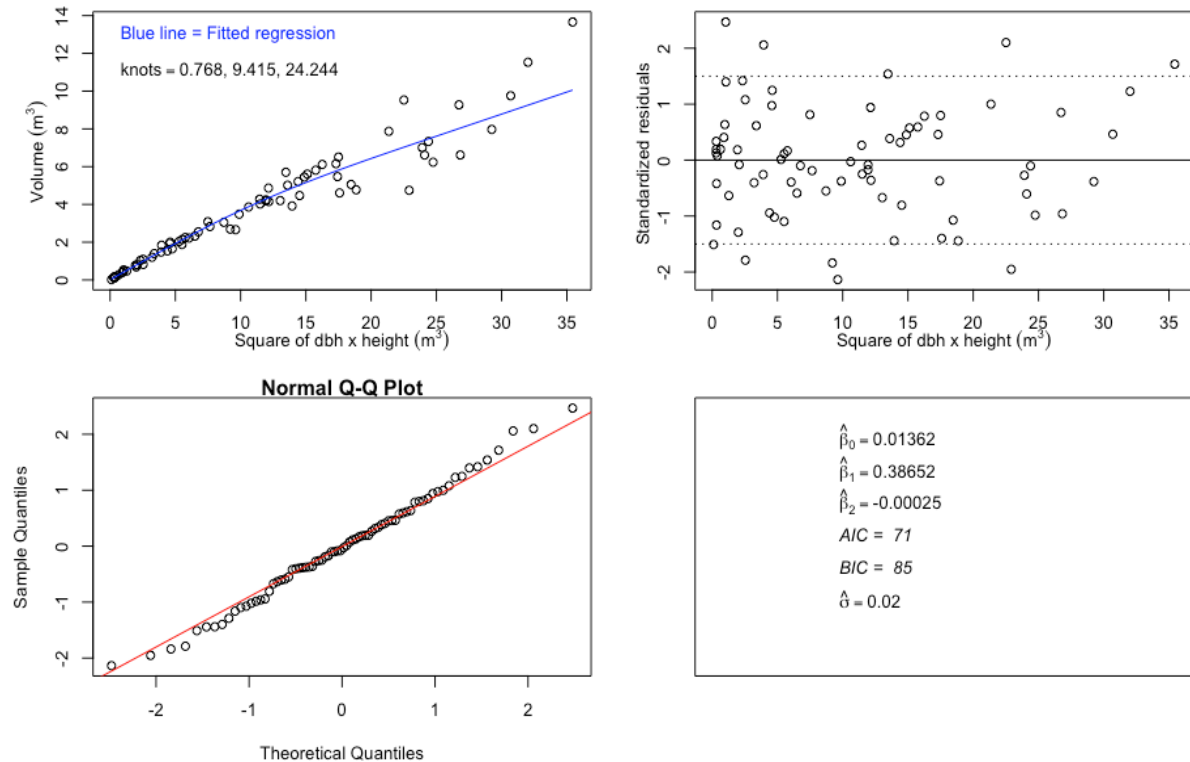 Blue line = Fitted regression
knots = 0.768, 9.415, 24.244
Volume (m³)
14
12
10
8
6
4
2
0
0 5 10 15 20 25 30 35
Square of dbh x height (m³)
Standardized residuals
2
1
0
-1
-2
0 5 10 15 20 25 30 35
Square of dbh x height (m³)
Normal Q-Q Plot
Sample Quantiles
2
1
0
-1
-2
-2 -1 0 1 2
Theoretical Quantiles
β̂₀ = 0.01362
β̂₁ = 0.38652
β̂₂ = -0.00025
AIC = 71
BIC = 85
σ̂ = 0.02